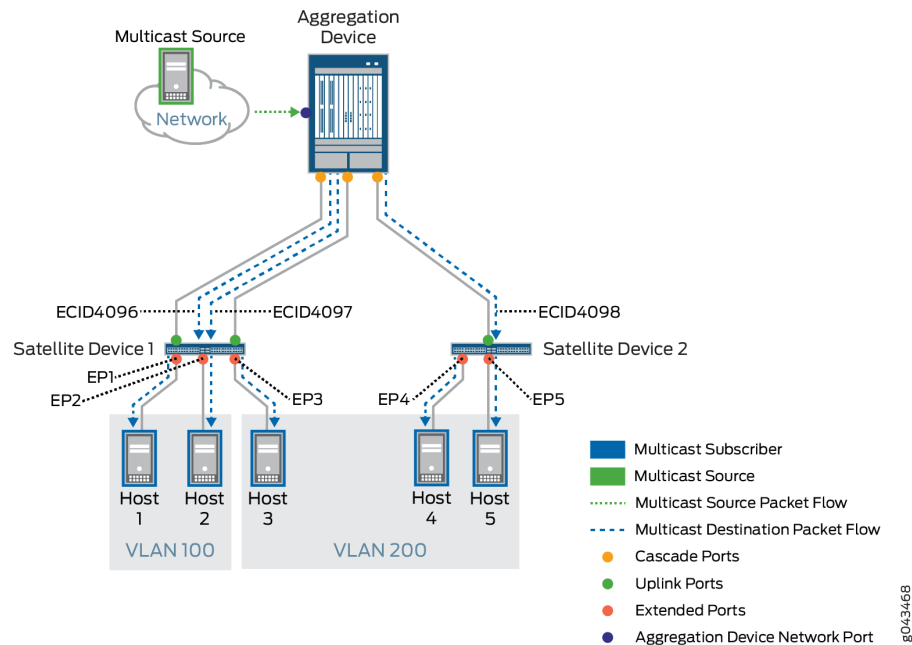 Aggregation
Device
Multicast Source
Network
ECID4096
ECID4097
ECID4098
Satellite Device 1
Satellite Device 2
EP1
EP2
EP3
EP4
EP5
Host
1
Host
2
Host
3
Host
4
Host
5
VLAN 100
VLAN 200
Multicast Subscriber
Multicast Source
Multicast Source Packet Flow
Multicast Destination Packet Flow
Cascade Ports
Uplink Ports
Extended Ports
Aggregation Device Network Port
g043468